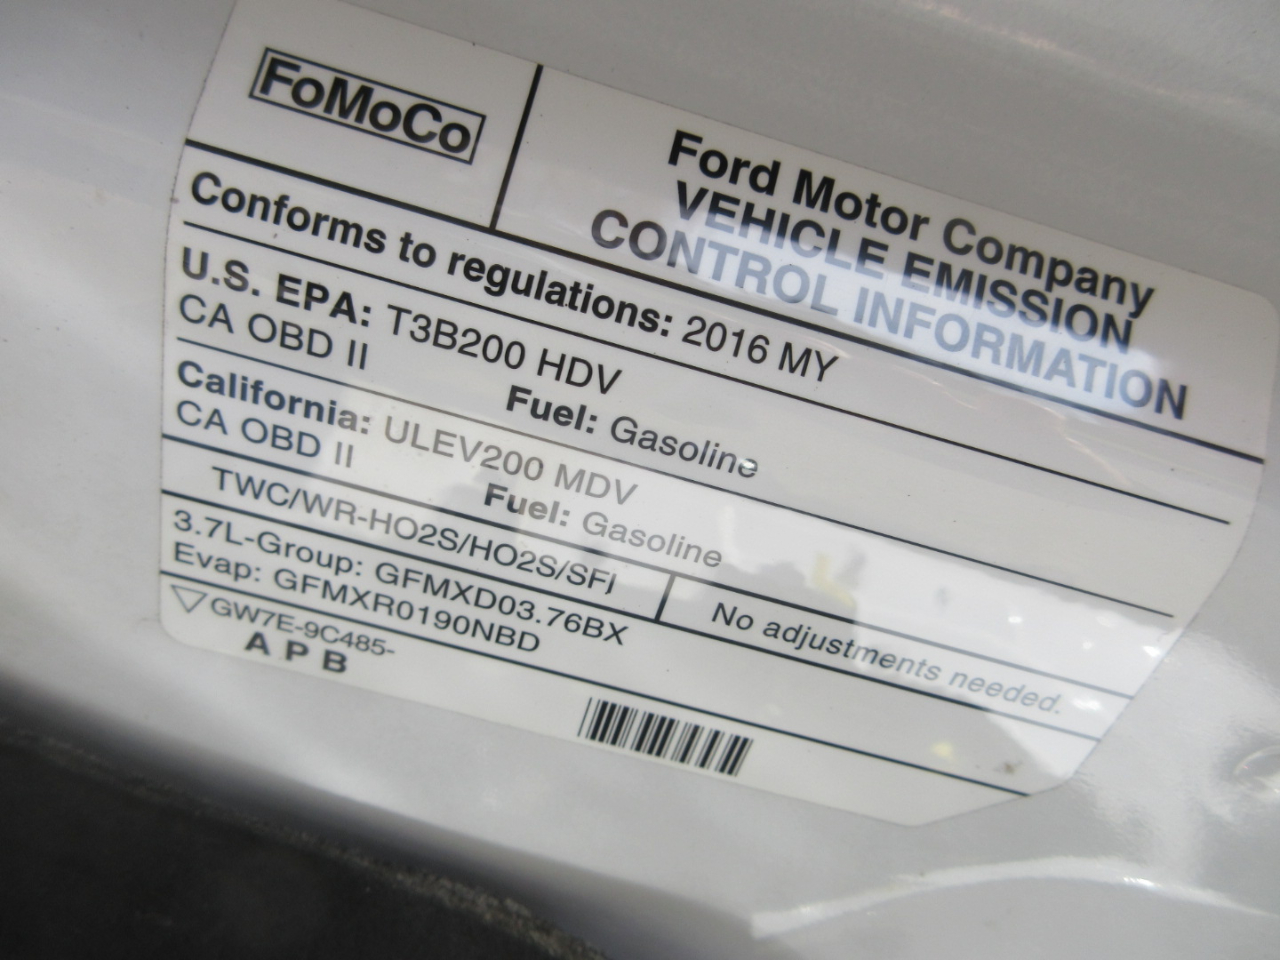 FoMoCo
Ford Motor Company
VEHICLE EMISSION
CONTROL INFORMATION
Conforms to regulations: 2016 MY
U.S. EPA: T3B200 HDV
CA OBD II Fuel: Gasoline
California: ULEV200 MDV
CA OBD II Fuel: Gasoline
TWC/WR-HO2S/HO2S/SFI
No adjustments needed.
3.7L-Group: GFMXD03.76BX
Evap: GFMXR0190NBD
GW7E-9C485-
A P B